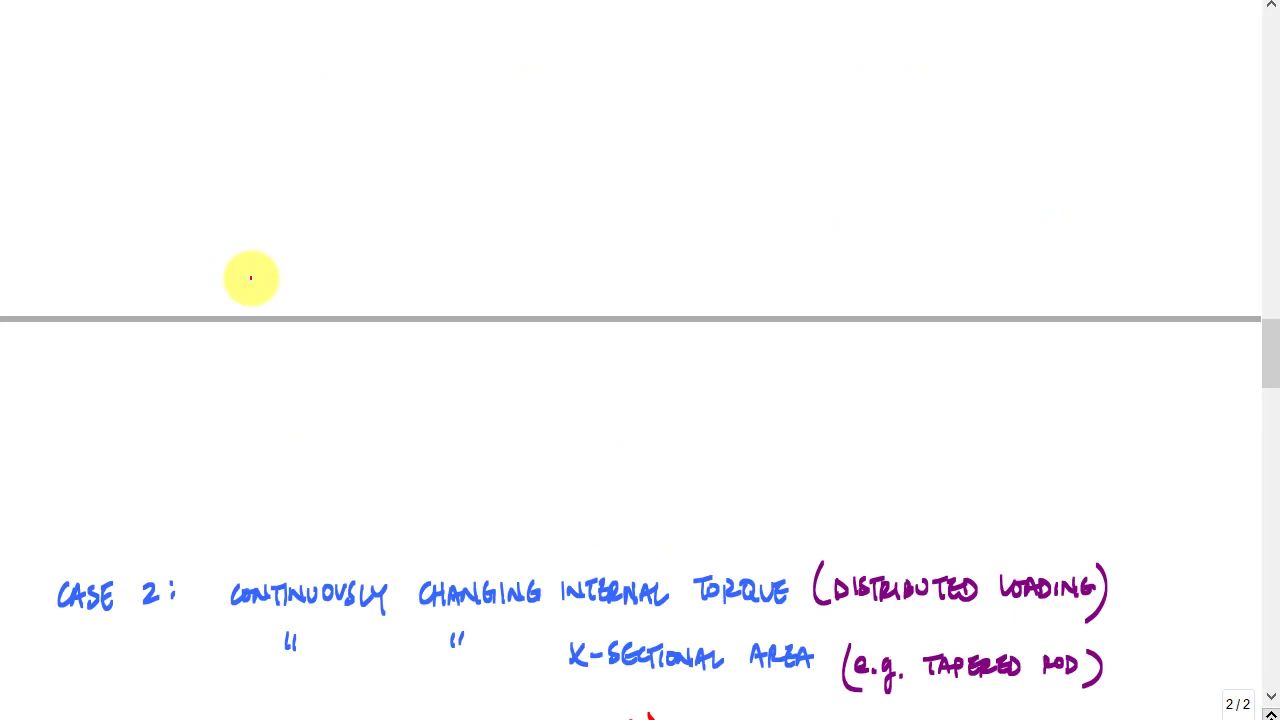 CASE 2: CONTINUOUSLY CHANGING INTERNAL TORQUE (DISTRIBUTED LOADING)
" " X-SECTIONAL AREA (e.g. TAPERED ROD)
2/2